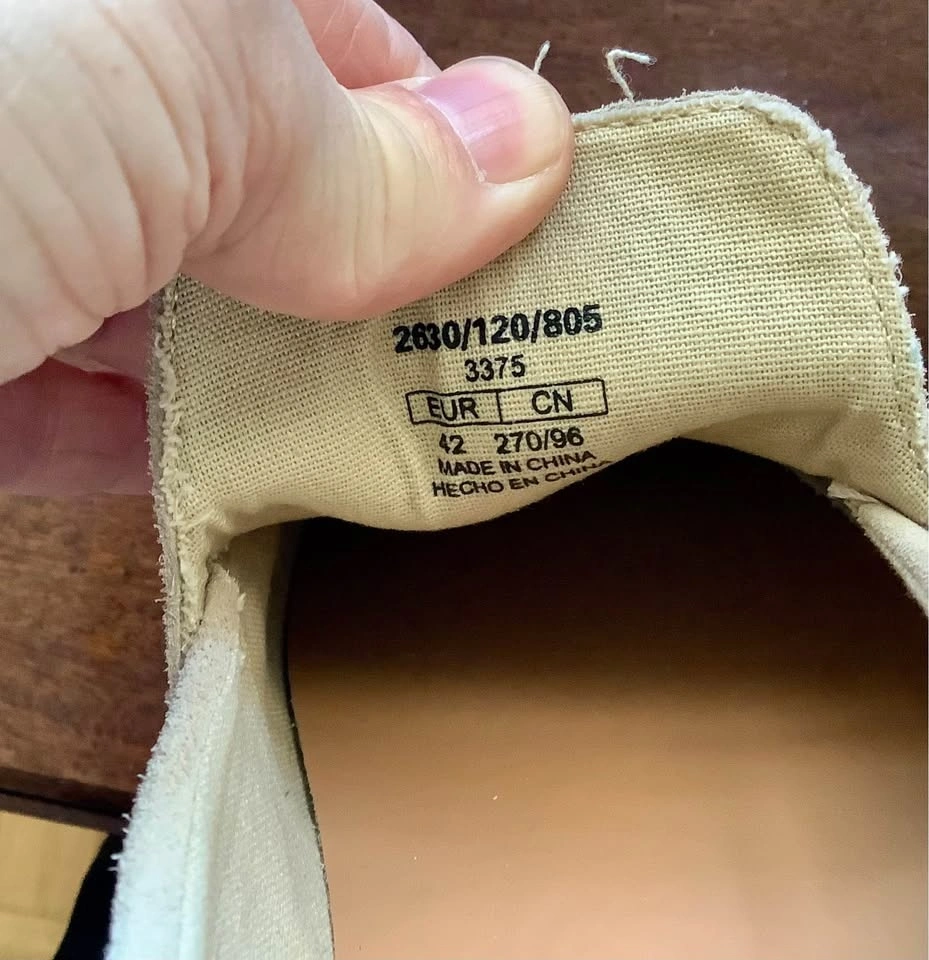 2630/120/805
3375
EUR CN
42 270/96
MADE IN CHINA
HECHO EN CHINA